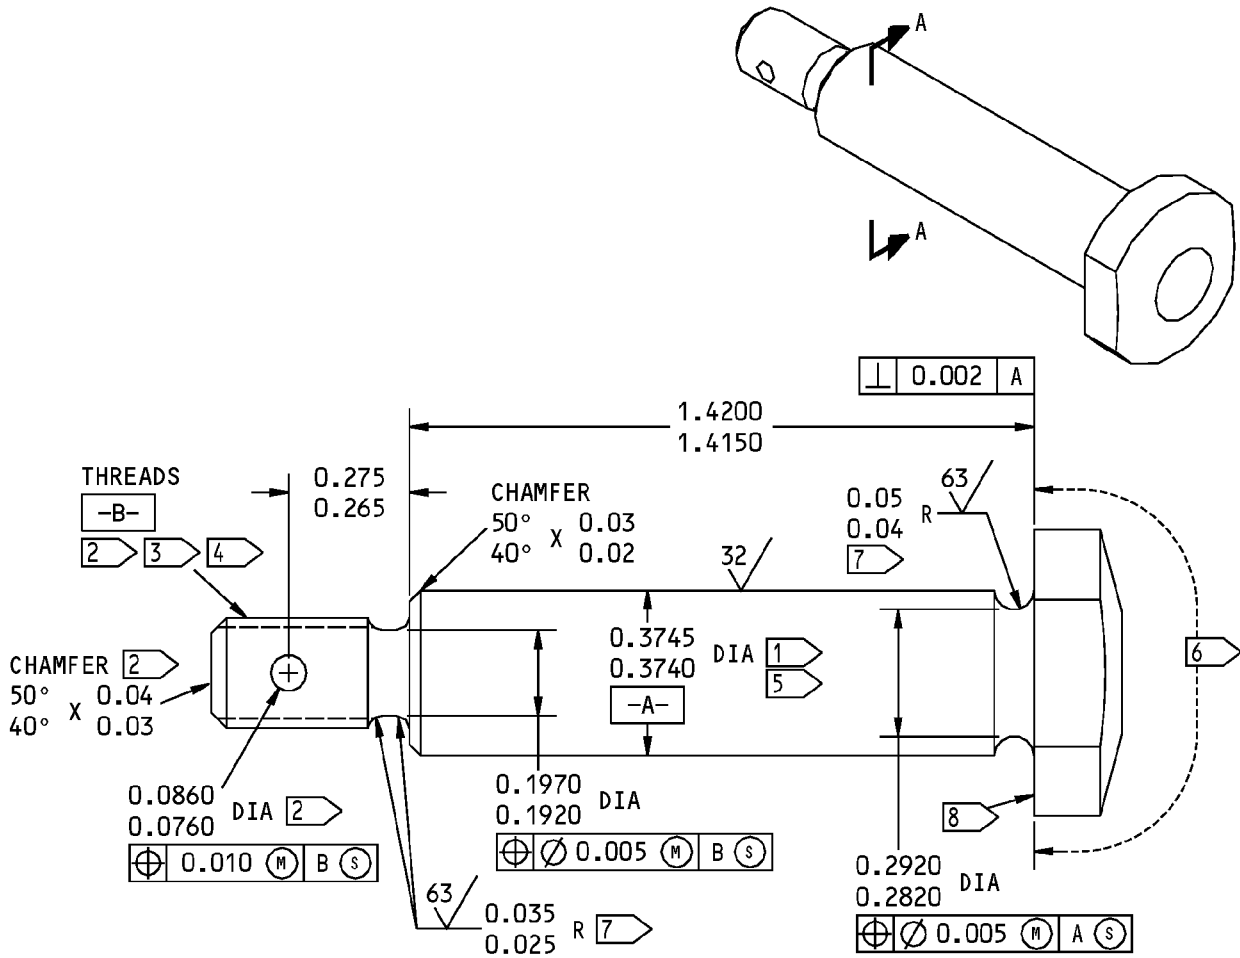 A
A
⊥ 0.002 A
1.4200
1.4150
THREADS
-B-
2 3 4
0.275
0.265
CHAMFER
50° X 0.03
40° 0.02
63
0.05 R
0.04
7
32
0.3745 DIA 1
0.3740 5
-A-
6
CHAMFER 2
50° X 0.04
40° 0.03
0.0860 DIA 2
0.0760
⌖ 0.010 Ⓜ B Ⓢ
0.1970 DIA
0.1920
⌖ ⌀ 0.005 Ⓜ B Ⓢ
8
0.2920 DIA
0.2820
⌖ ⌀ 0.005 Ⓜ A Ⓢ
63
0.035 R 7
0.025